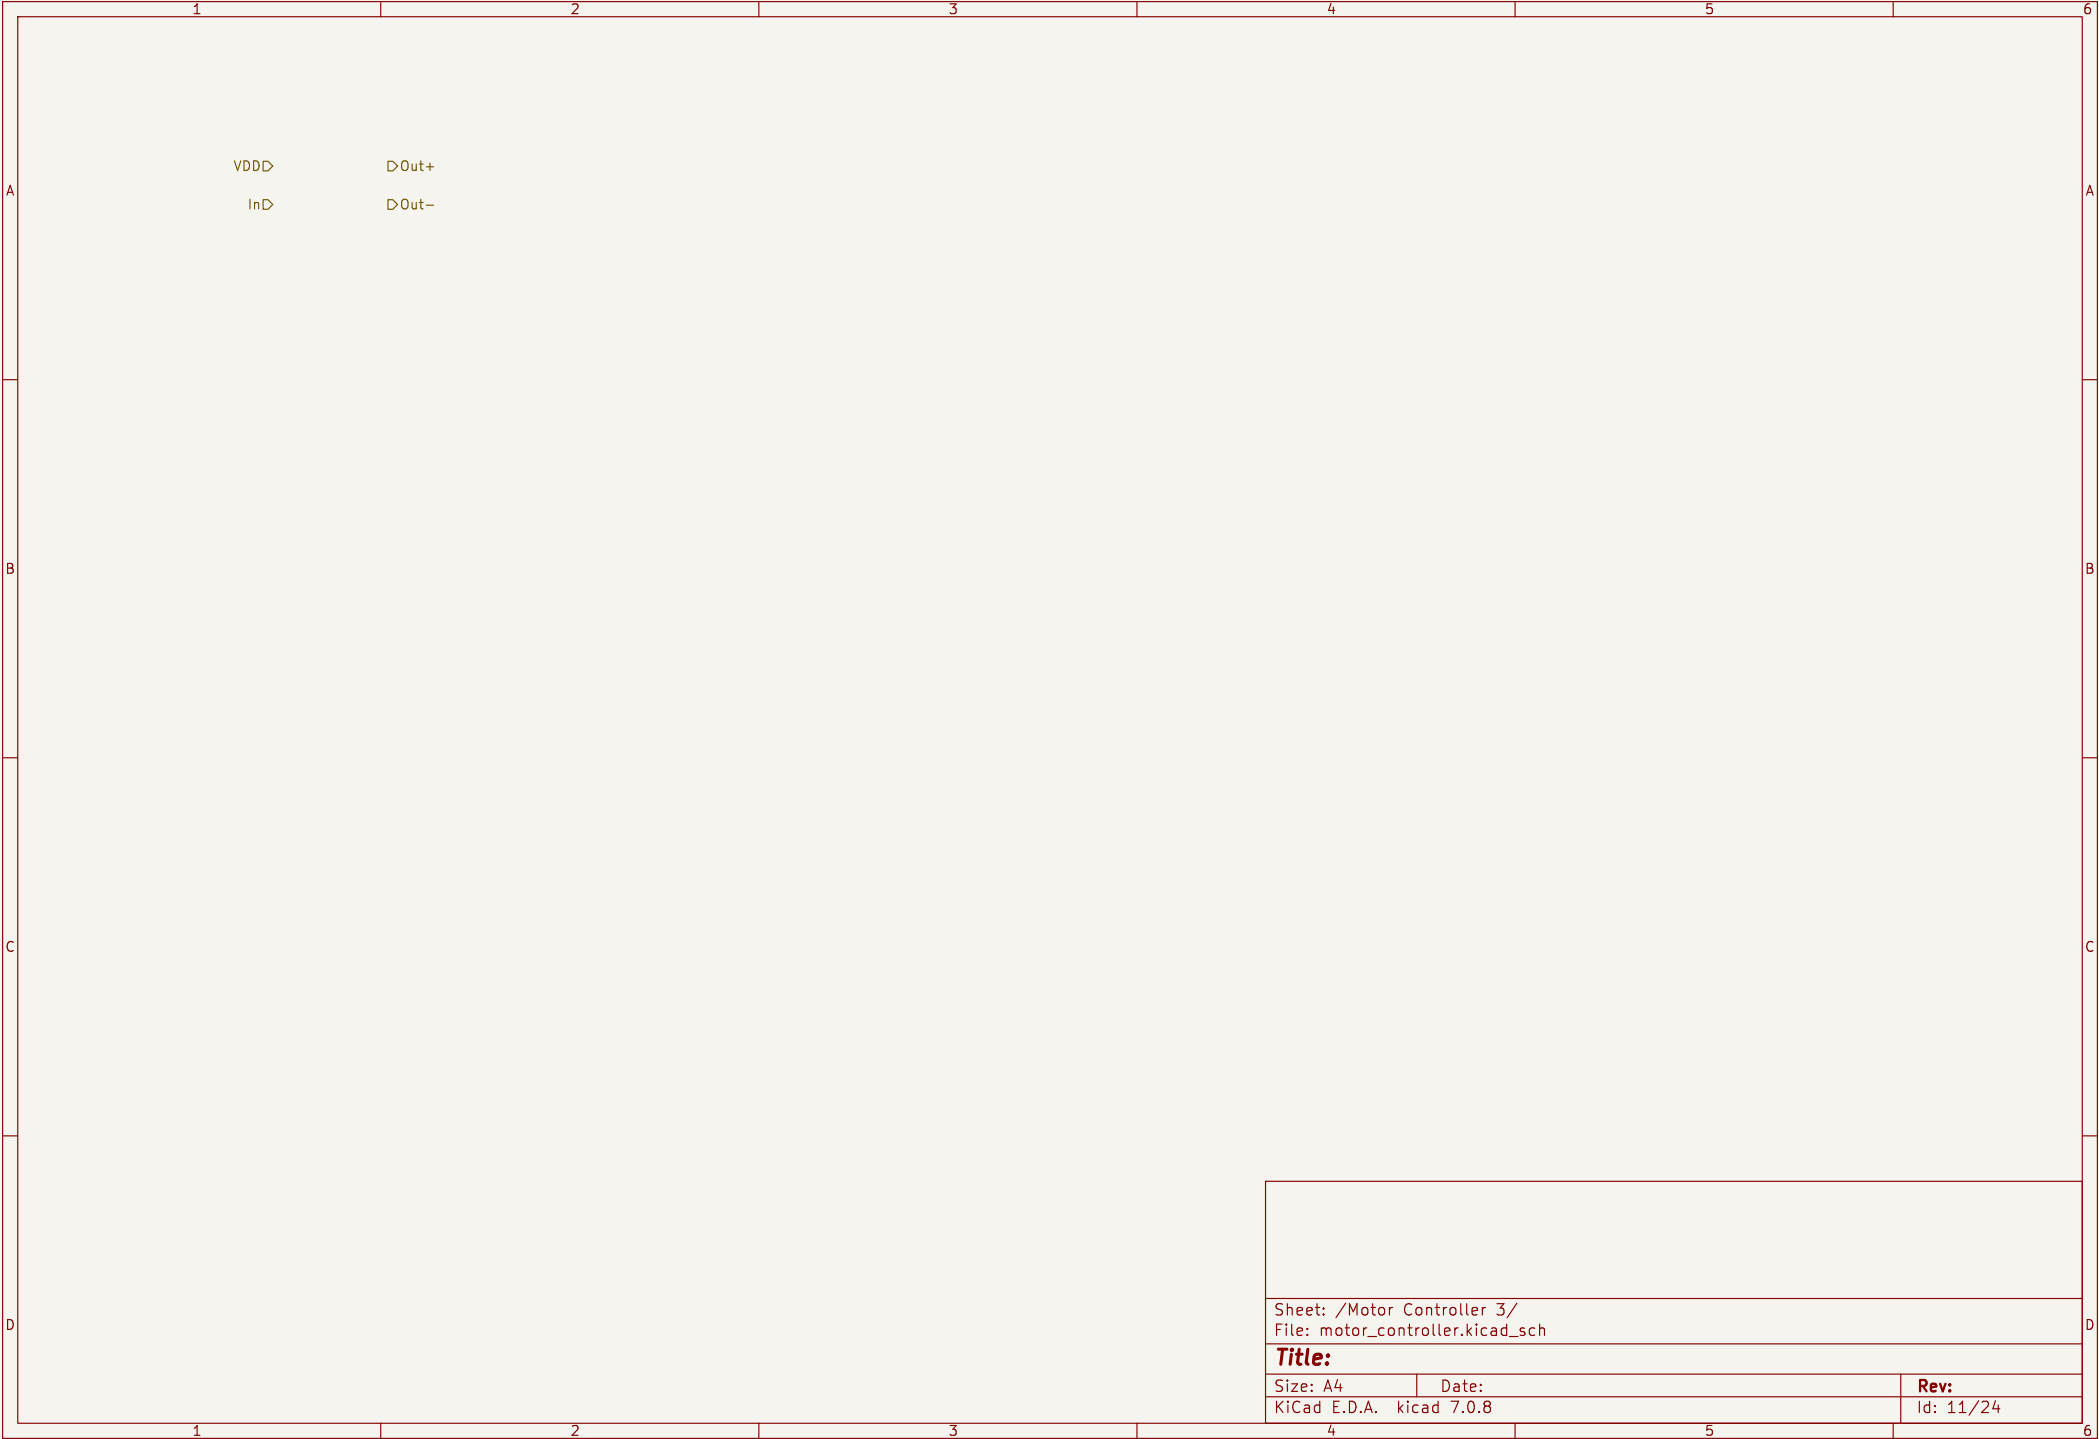 1 2 3 4 5 6
VDD Out+
A A
In Out-
B B
C C
Sheet: /Motor Controller 3/
D D
File: motor_controller.kicad_sch
Title:
Size: A4 Date: Rev:
KiCad E.D.A. kicad 7.0.8 Id: 11/24
1 2 3 4 5 6